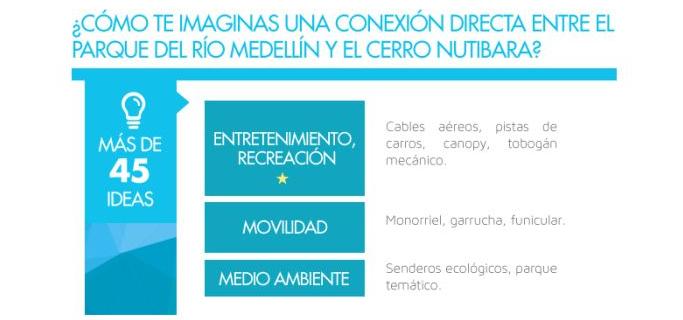 ¿CÓMO TE IMAGINAS UNA CONEXIÓN DIRECTA ENTRE EL
PARQUE DEL RÍO MEDELLÍN Y EL CERRO NUTIBARA?
MÁS DE
45
IDEAS
ENTRETENIMIENTO,
RECREACIÓN
Cables aéreos, pistas de
carros, canopy, tobogán
mecánico.
MOVILIDAD
Monorriel, garrucha, funicular.
MEDIO AMBIENTE
Senderos ecológicos, parque
temático.